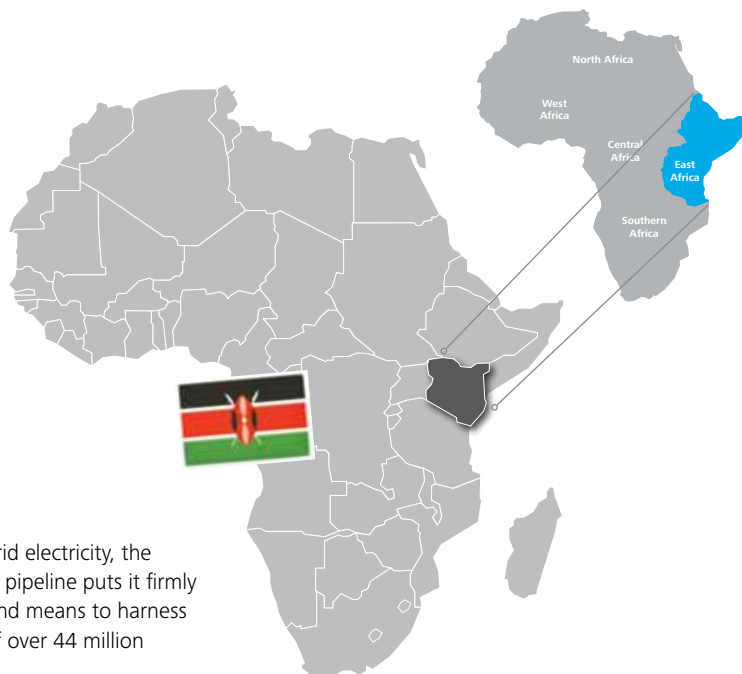 North Africa
West
Africa
Central
Africa
East
Africa
Southern
Africa
rid electricity, the
pipeline puts it firmly
nd means to harness
f over 44 million